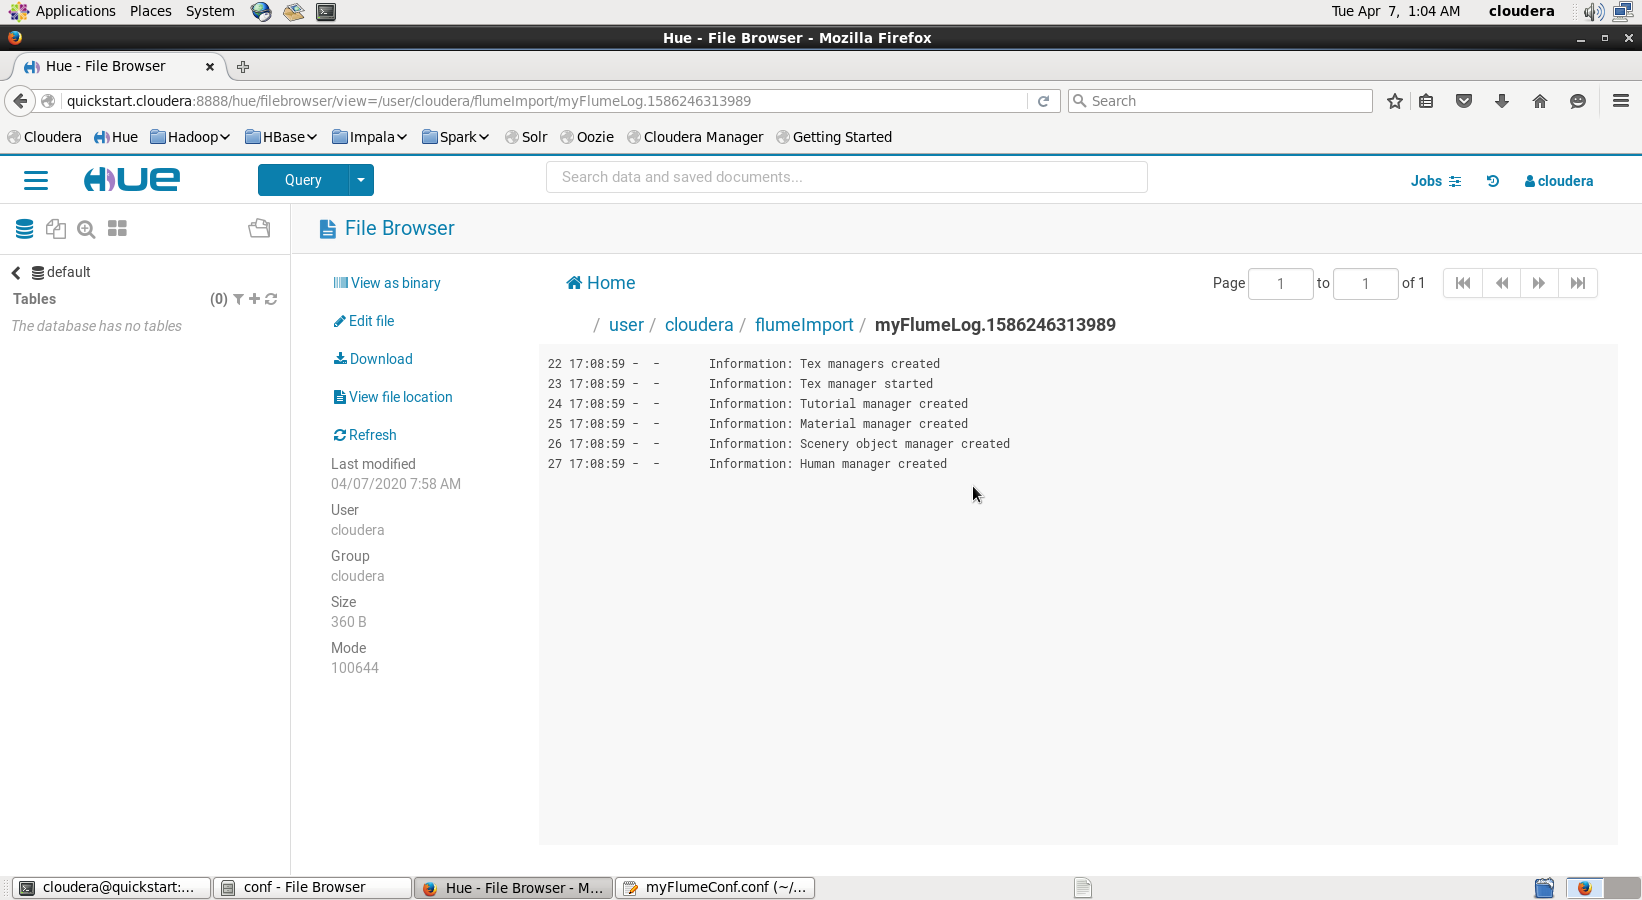 Applications Places System Tue Apr 7, 1:04 AM cloudera
Hue - File Browser - Mozilla Firefox
Hue - File Browser
quickstart.cloudera:8888/hue/filebrowser/view=/user/cloudera/flumeImport/myFlumeLog.1586246313989 Search
Cloudera Hue Hadoop HBase Impala Spark Solr Oozie Cloudera Manager Getting Started
HUE Query Search data and saved documents... Jobs cloudera
File Browser
default
Tables (0)
The database has no tables
View as binary
Edit file
Download
View file location
Refresh
Last modified
04/07/2020 7:58 AM
User
cloudera
Group
cloudera
Size
360 B
Mode
100644
Home Page 1 to 1 of 1
/ user / cloudera / flumeImport / myFlumeLog.1586246313989
22 17:08:59 - - Information: Tex managers created
23 17:08:59 - - Information: Tex manager started
24 17:08:59 - - Information: Tutorial manager created
25 17:08:59 - - Information: Material manager created
26 17:08:59 - - Information: Scenery object manager created
27 17:08:59 - - Information: Human manager created
cloudera@quickstart:... conf - File Browser Hue - File Browser - M... myFlumeConf.conf (~/...